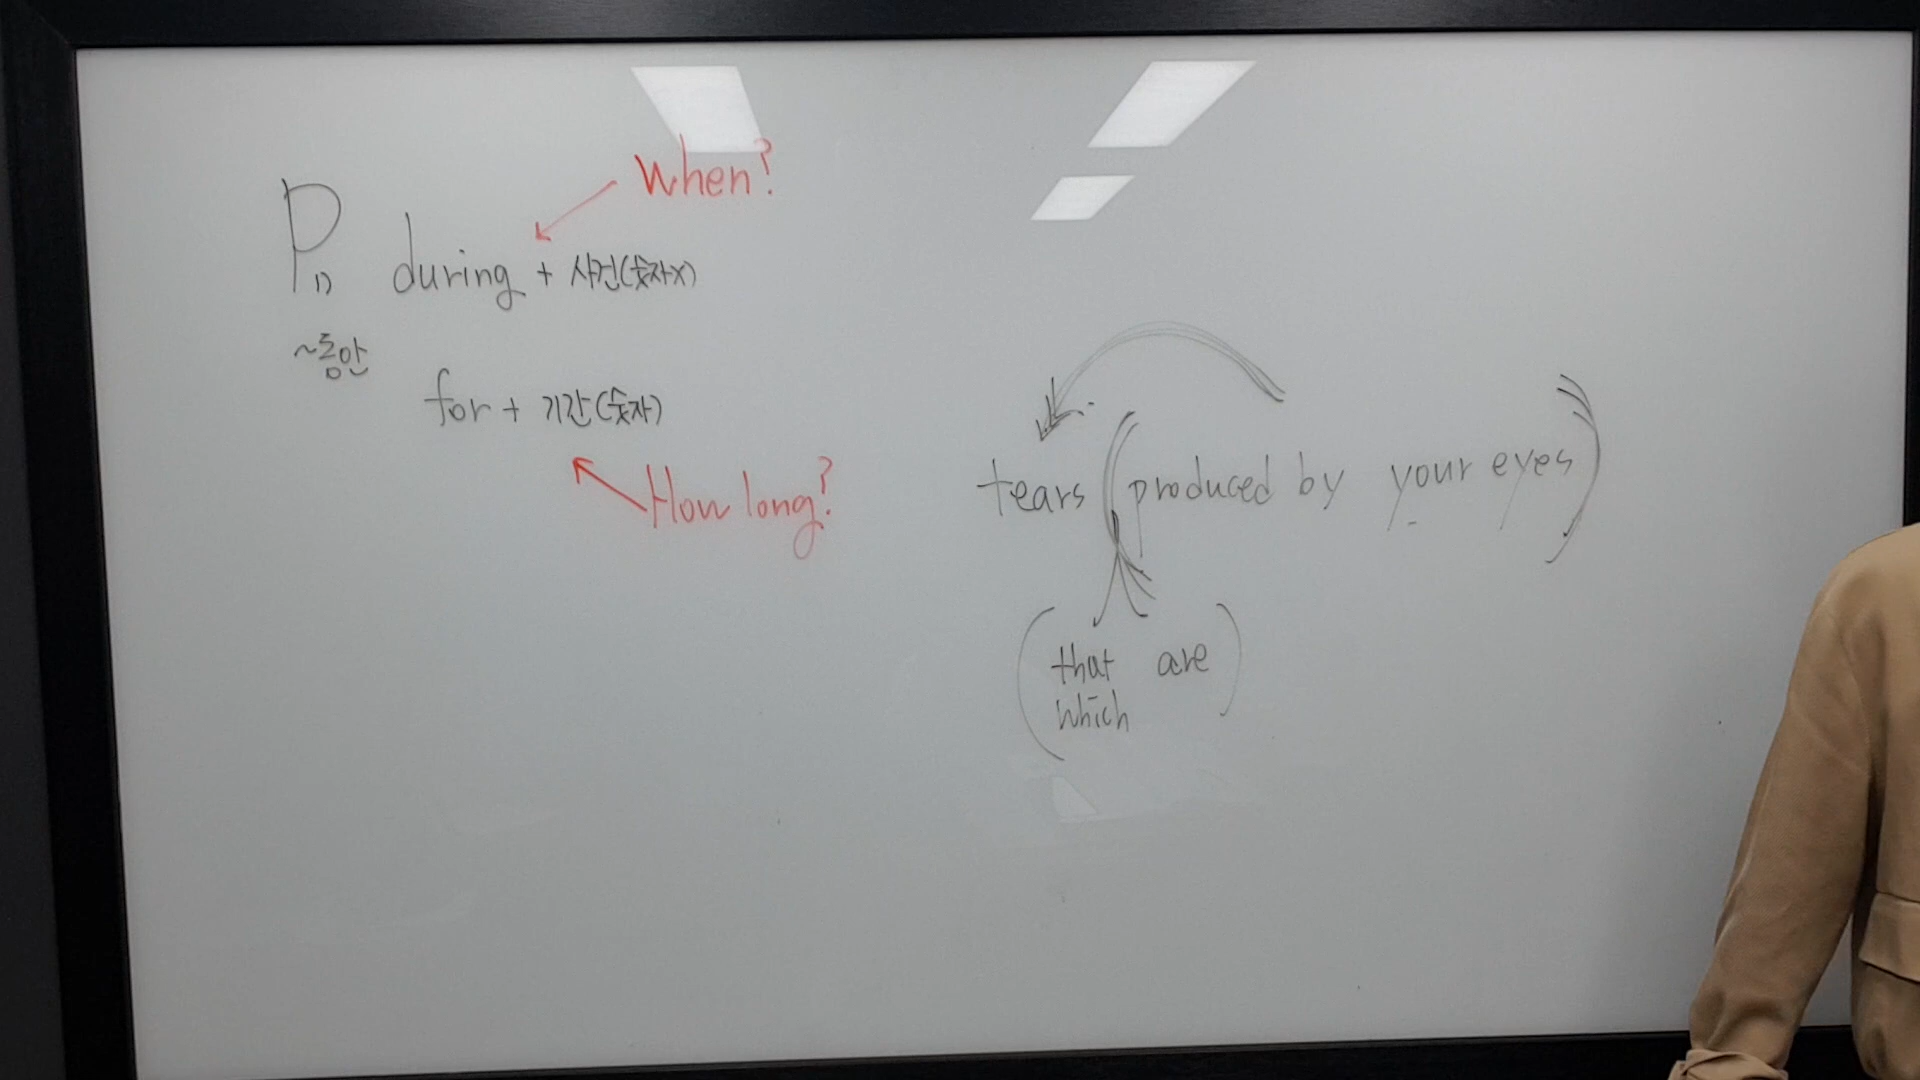 When?
P 1) during + 사건(숫자X)
~동안
for + 기간(숫자)
How long?
tears (produced by your eyes)
(that are)
which